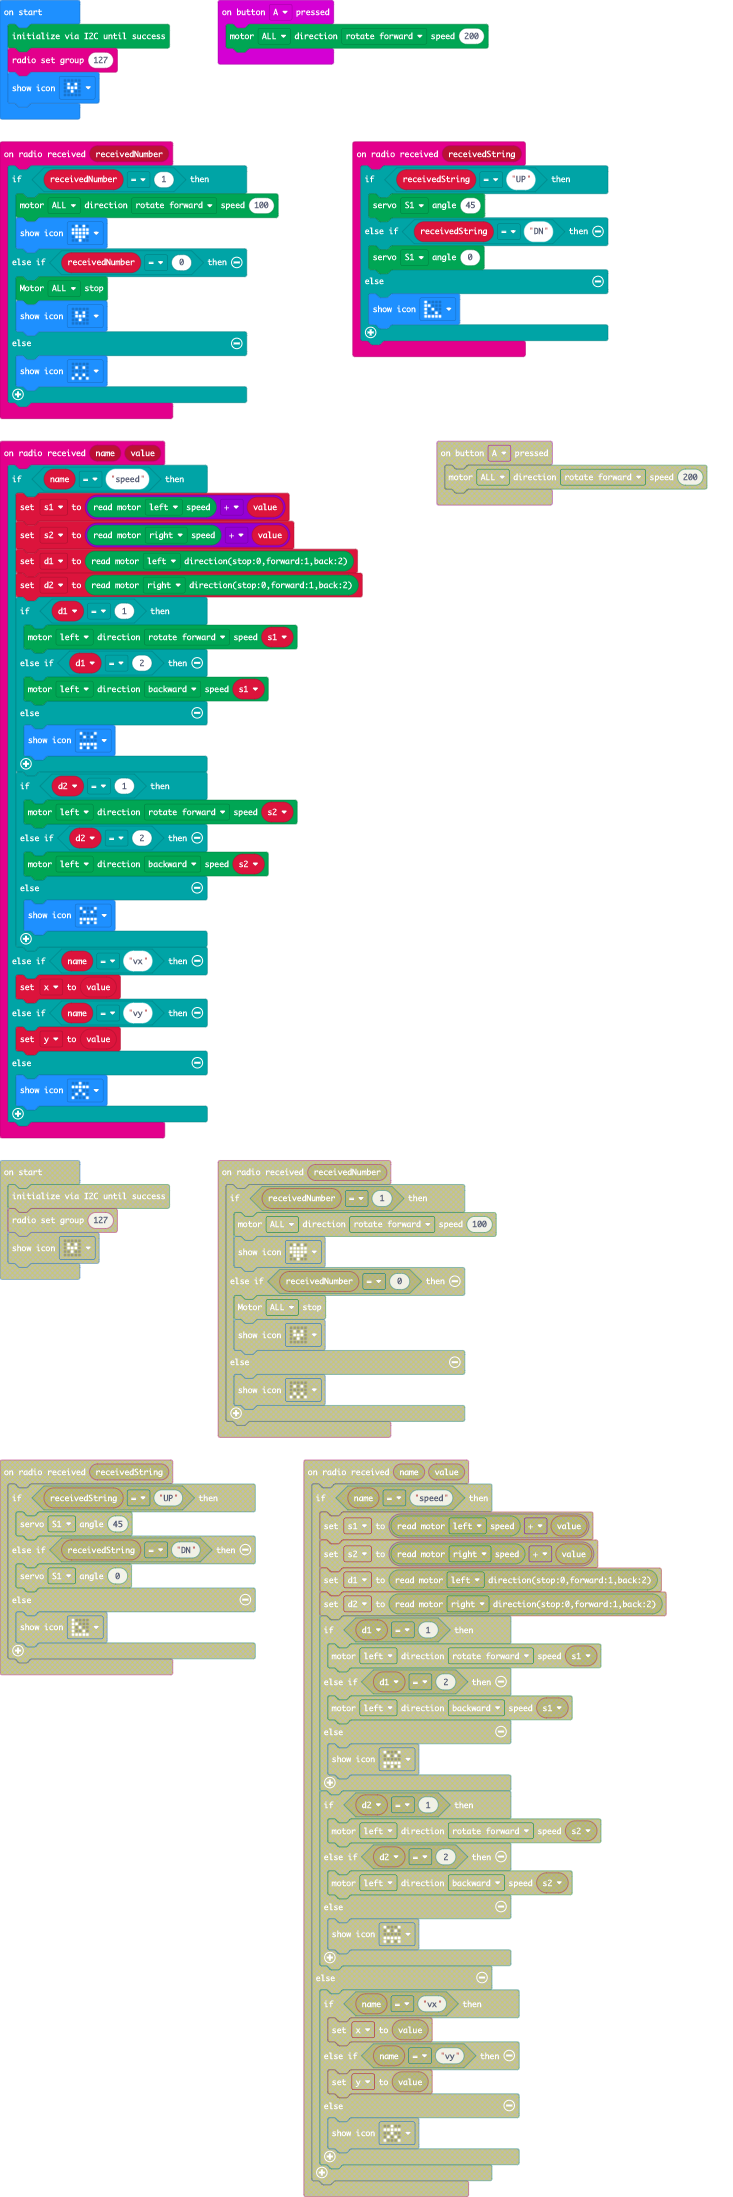 on start
initialize via I2C until success
radio set group 127
show icon
on button A pressed
motor ALL direction rotate forward speed 200
on radio received receivedNumber
if receivedNumber = 1 then
motor ALL direction rotate forward speed 100
show icon
else if receivedNumber = 0 then
Motor ALL stop
show icon
else
show icon
on radio received receivedString
if receivedString = "UP" then
servo S1 angle 45
else if receivedString = "DN" then
servo S1 angle 0
else
show icon
on radio received name value
if name = "speed" then
set s1 to read motor left speed + value
set s2 to read motor right speed + value
set d1 to read motor left direction(stop:0,forward:1,back:2)
set d2 to read motor right direction(stop:0,forward:1,back:2)
if d1 = 1 then
motor left direction rotate forward speed s1
else if d1 = 2 then
motor left direction backward speed s1
else
show icon
if d2 = 1 then
motor left direction rotate forward speed s2
else if d2 = 2 then
motor left direction backward speed s2
else
show icon
else if name = "vx" then
set x to value
else if name = "vy" then
set y to value
else
show icon
on button A pressed
motor ALL direction rotate forward speed 200
on start
initialize via I2C until success
radio set group 127
show icon
on radio received receivedNumber
if receivedNumber = 1 then
motor ALL direction rotate forward speed 100
show icon
else if receivedNumber = 0 then
Motor ALL stop
show icon
else
show icon
on radio received receivedString
if receivedString = "UP" then
servo S1 angle 45
else if receivedString = "DN" then
servo S1 angle 0
else
show icon
on radio received name value
if name = "speed" then
set s1 to read motor left speed + value
set s2 to read motor right speed + value
set d1 to read motor left direction(stop:0,forward:1,back:2)
set d2 to read motor right direction(stop:0,forward:1,back:2)
if d1 = 1 then
motor left direction rotate forward speed s1
else if d1 = 2 then
motor left direction backward speed s1
else
show icon
if d2 = 1 then
motor left direction rotate forward speed s2
else if d2 = 2 then
motor left direction backward speed s2
else
show icon
else
if name = "vx" then
set x to value
else if name = "vy" then
set y to value
else
show icon